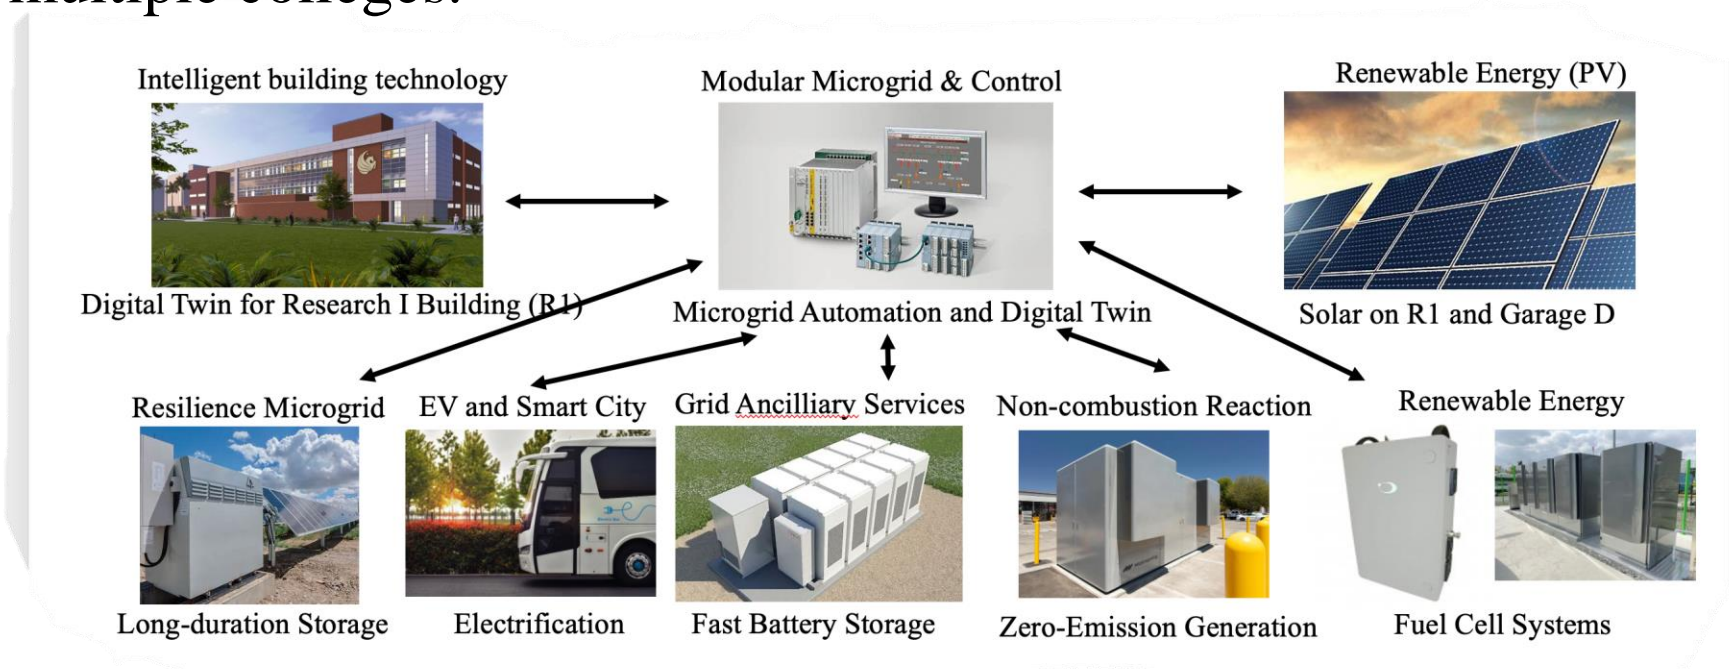 multiple colleges.
Intelligent building technology
Modular Microgrid & Control
Renewable Energy (PV)
Digital Twin for Research I Building (R1)
Microgrid Automation and Digital Twin
Solar on R1 and Garage D
Resilience Microgrid
EV and Smart City
Grid Ancilliary Services
Non-combustion Reaction
Renewable Energy
Long-duration Storage
Electrification
Fast Battery Storage
Zero-Emission Generation
Fuel Cell Systems